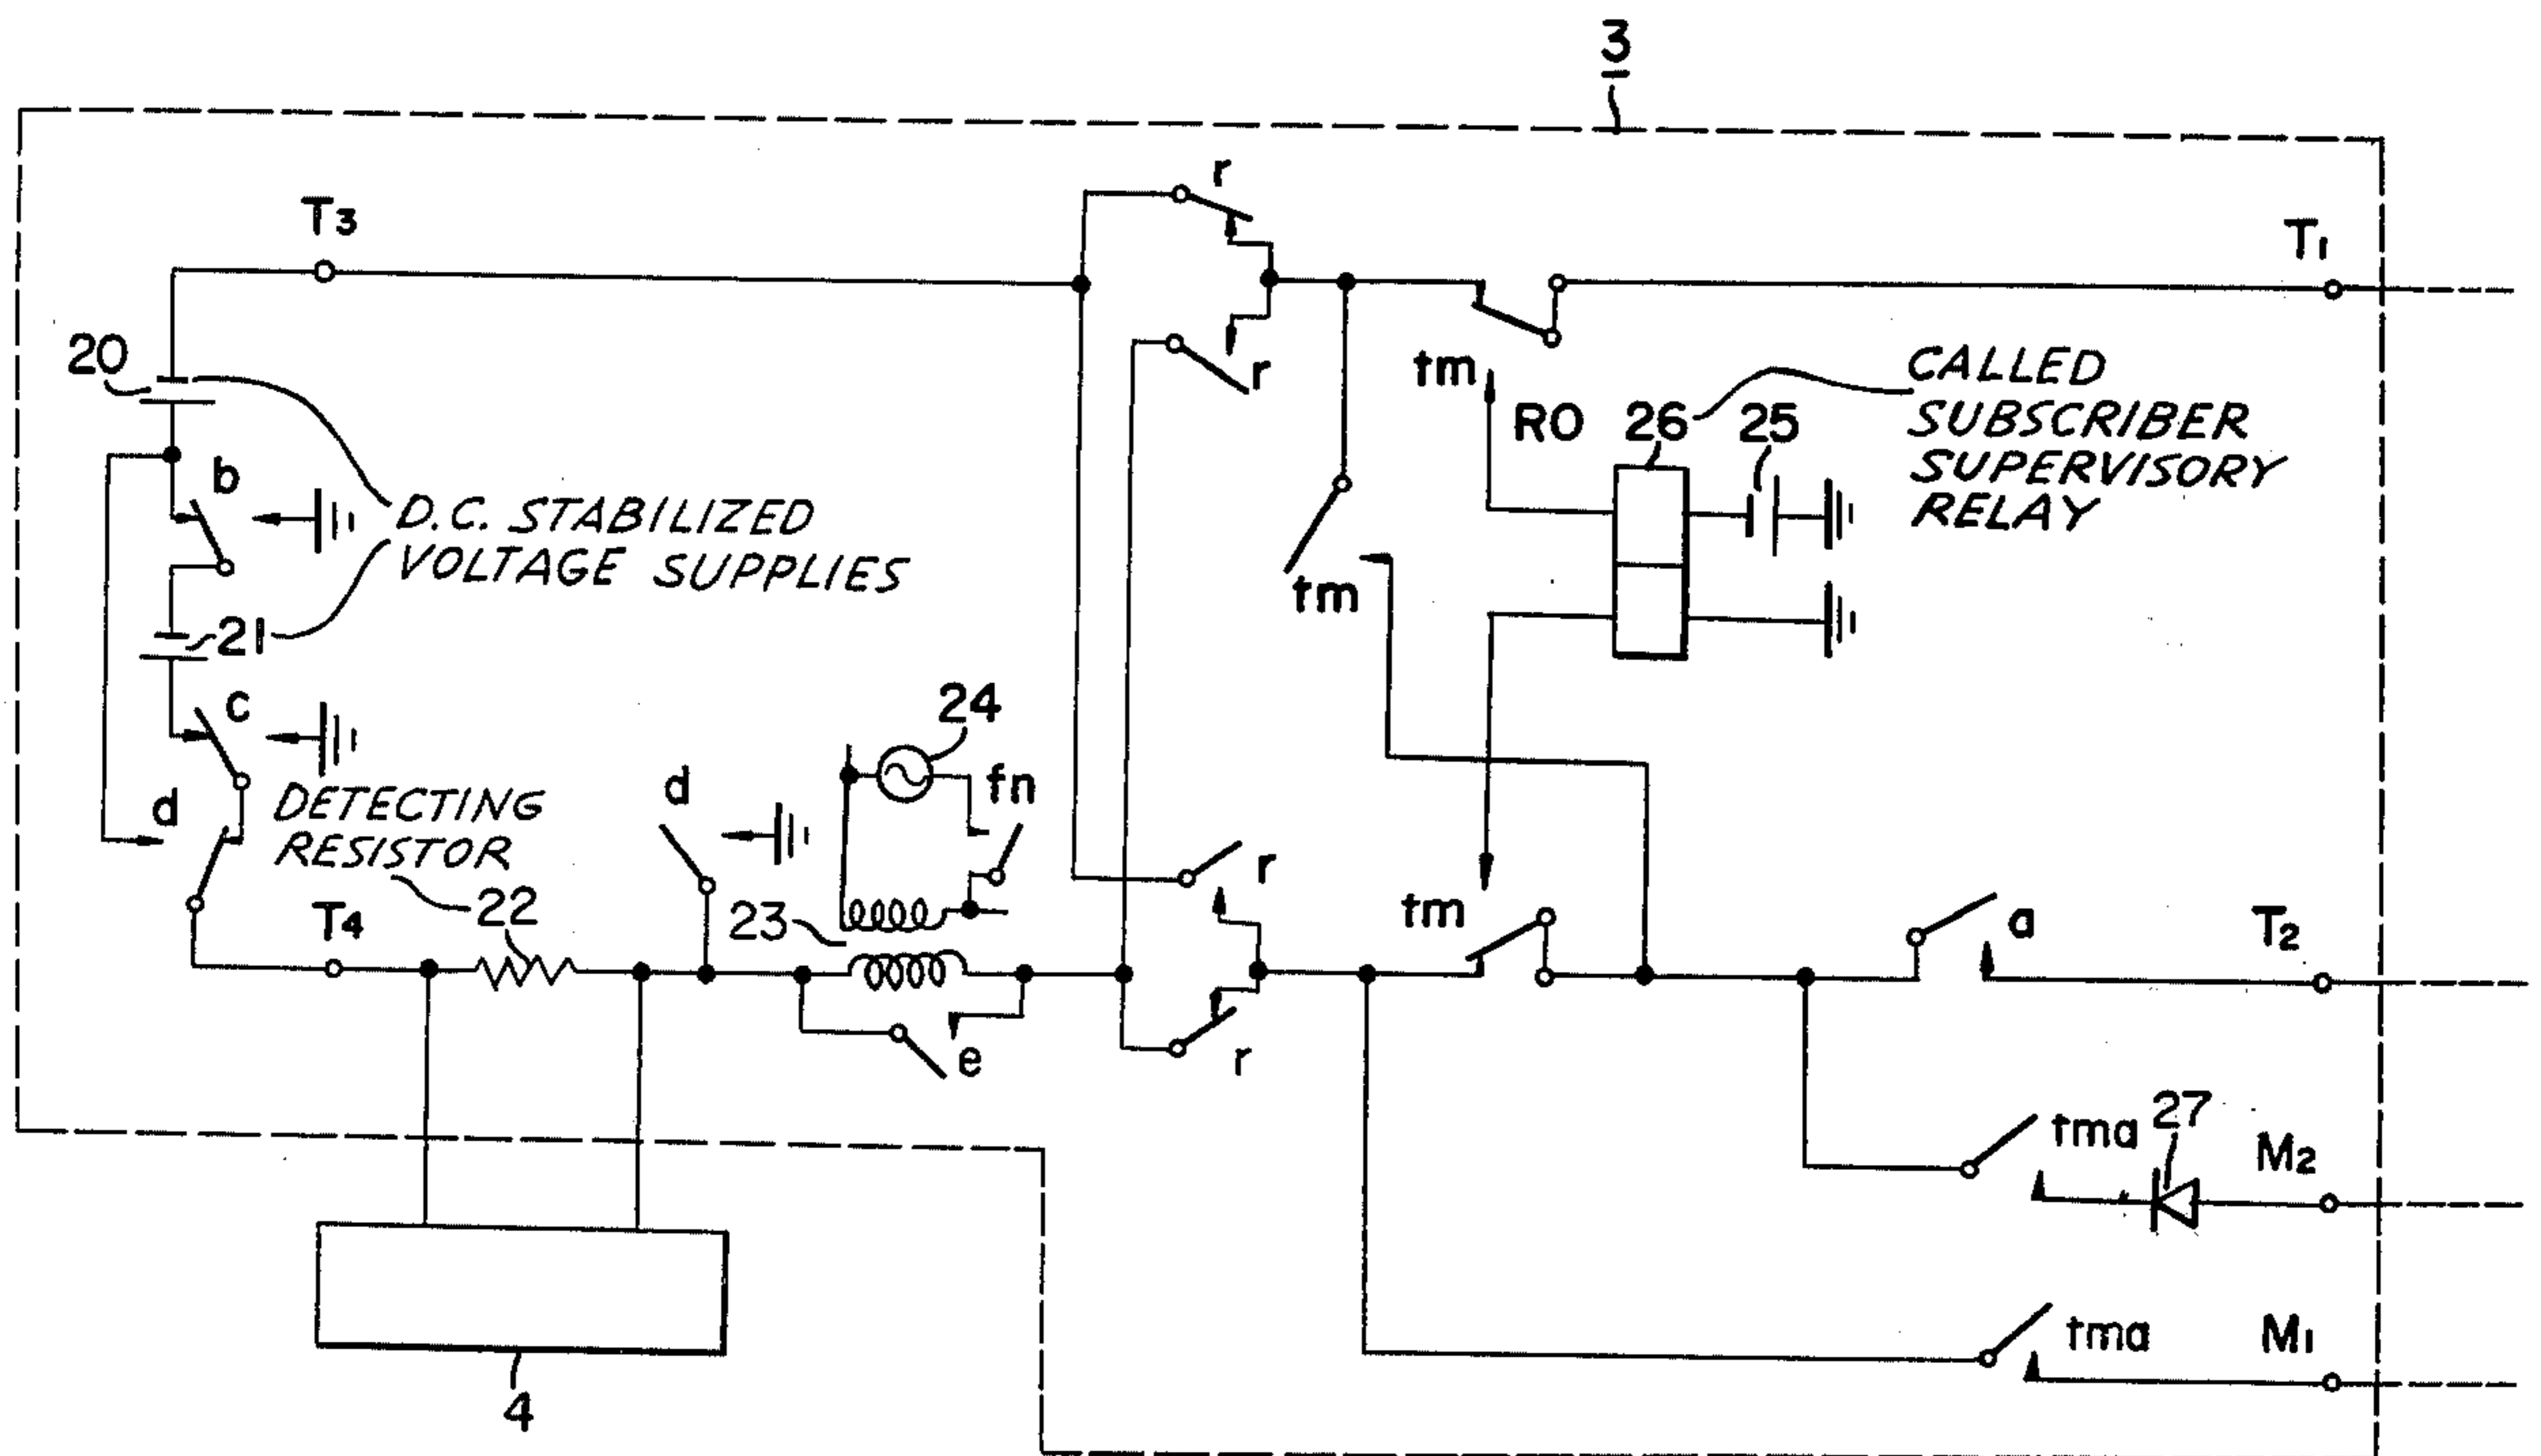 3
r
T3
T1
20
r
tm
CALLED
SUBSCRIBER
SUPERVISORY
RELAY
RO
26
25
b
D.C. STABILIZED
VOLTAGE SUPPLIES
tm
21
c
24
fn
d
d
DETECTING
RESISTOR
r
22
T4
23
tm
a
T2
e
r
tma
27
M2
tma
M1
4